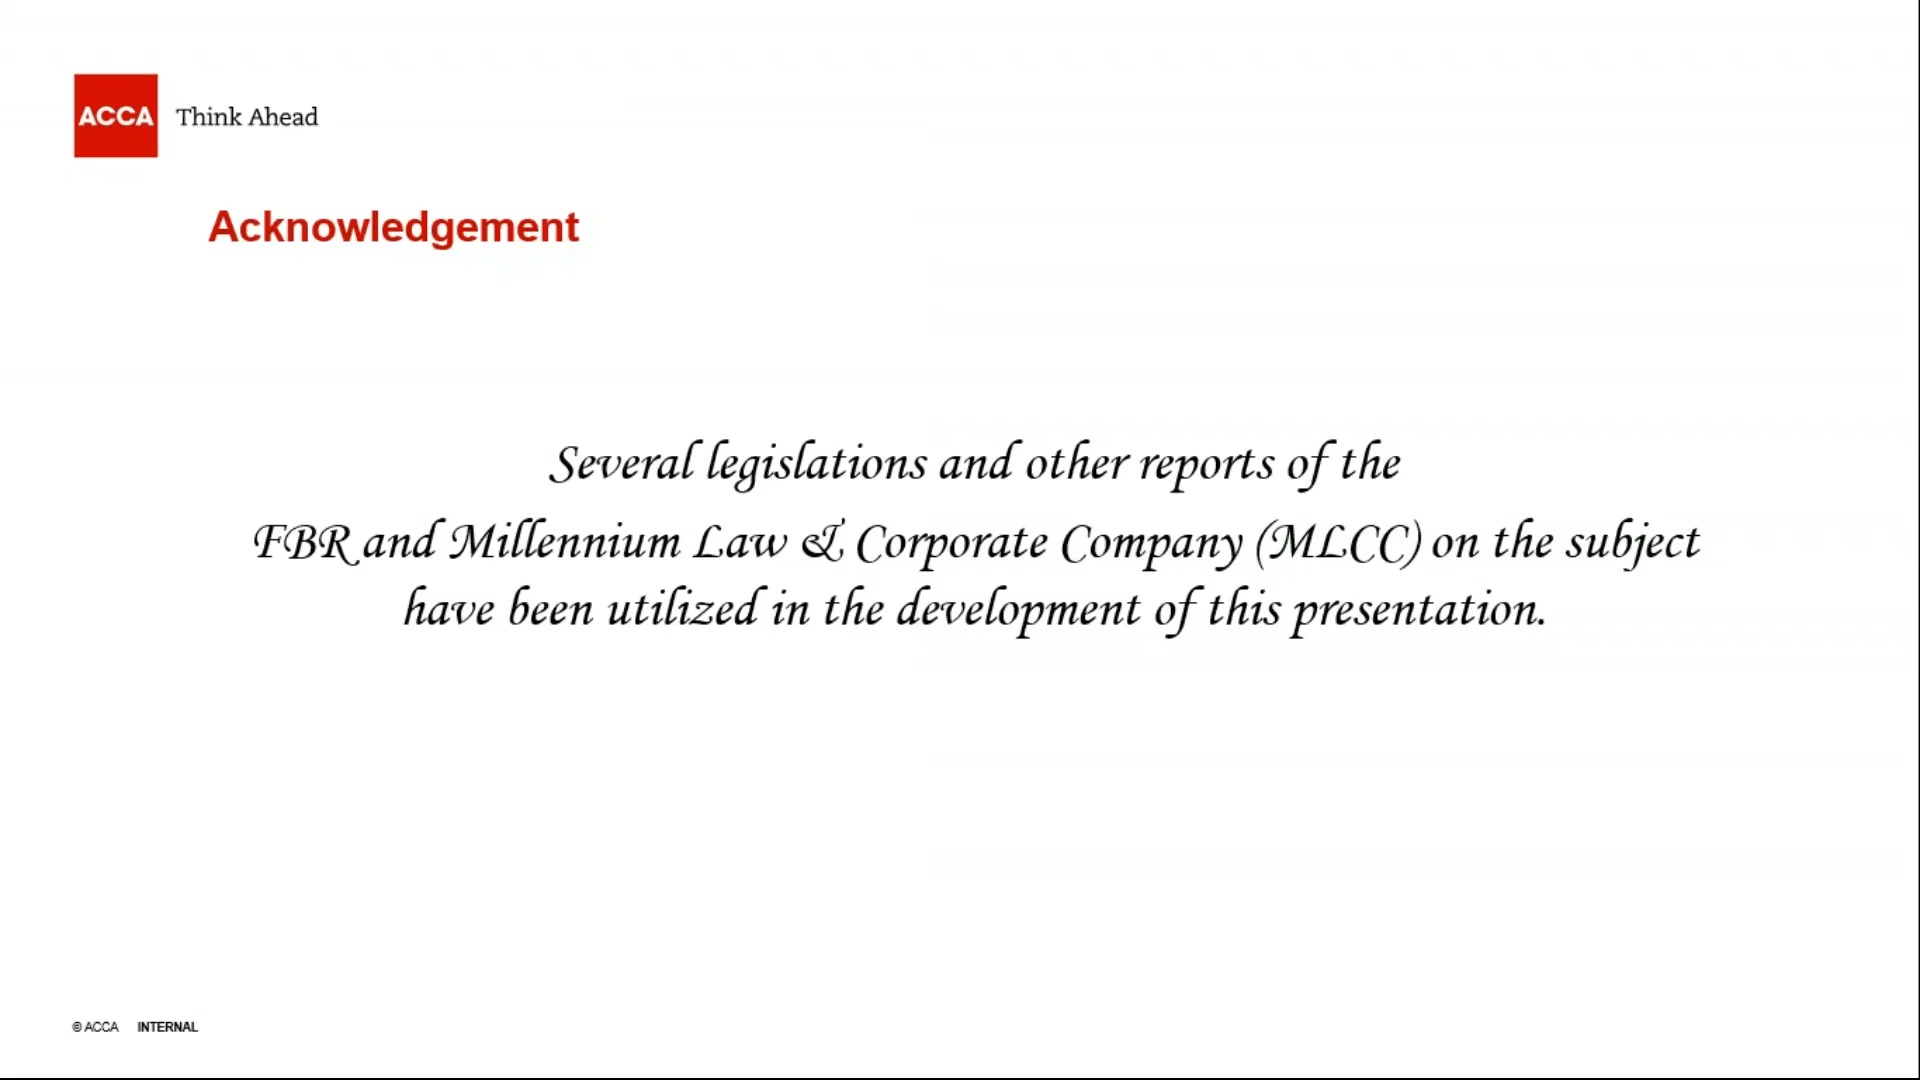 ACCA Think Ahead
Acknowledgement
Several legislations and other reports of the
FBR and Millennium Law & Corporate Company (MLCC) on the subject
have been utilized in the development of this presentation.
© ACCA INTERNAL